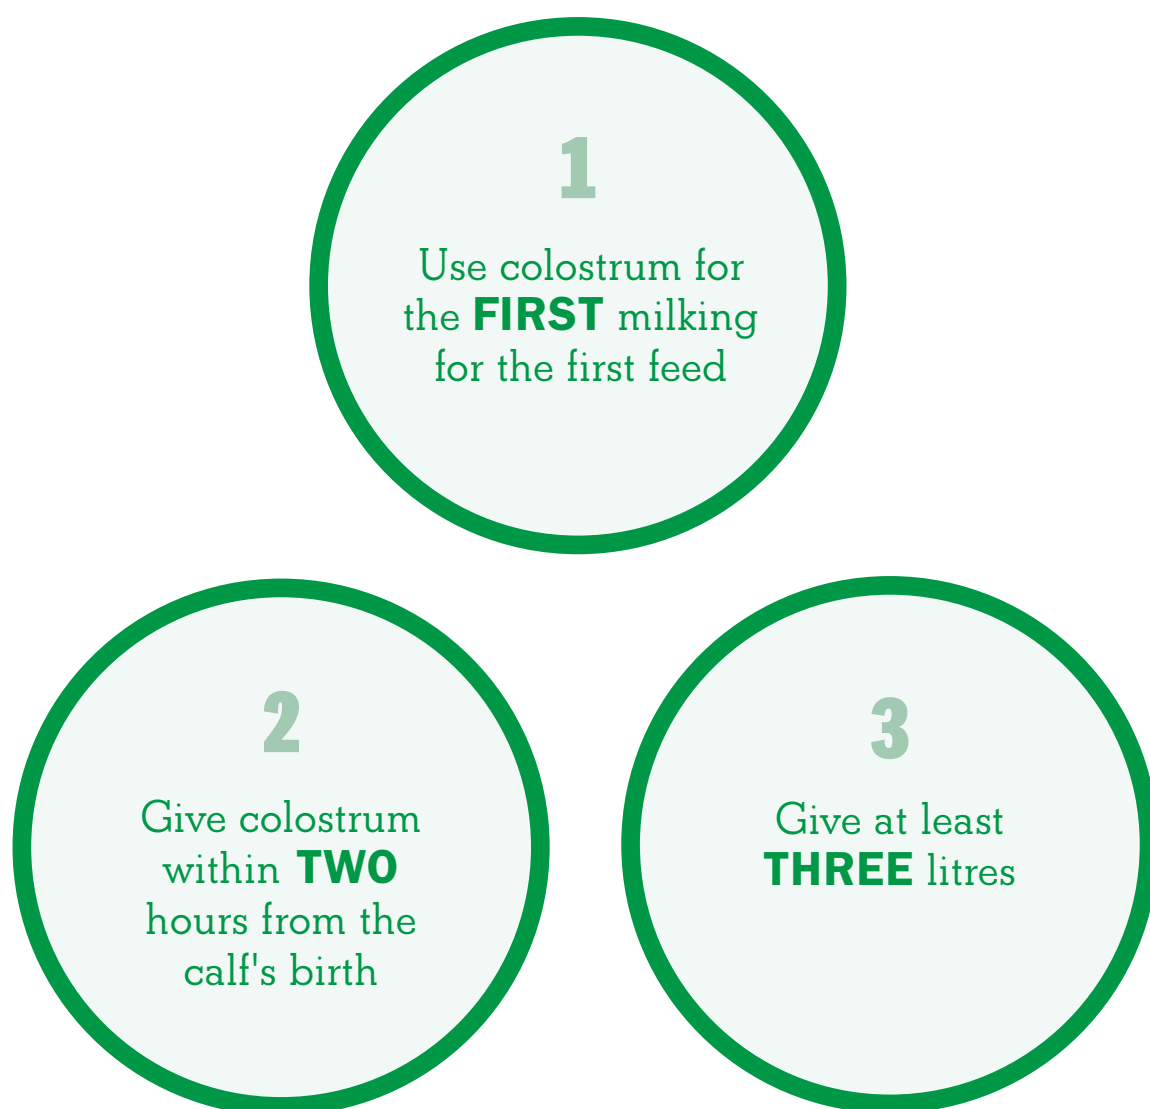 1
Use colostrum for
the FIRST milking
for the first feed
2
Give colostrum
within TWO
hours from the
calf's birth
3
Give at least
THREE litres